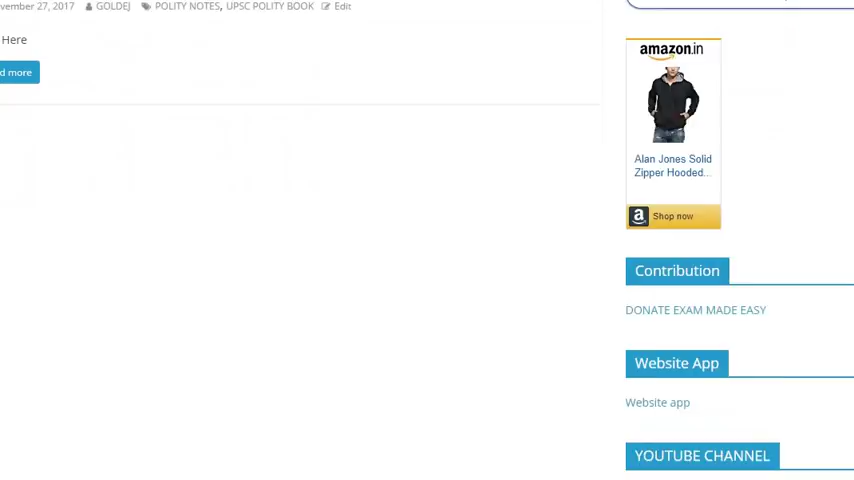 vember 27, 2017 GOLDEJ POLITY NOTES, UPSC POLITY BOOK Edit
Here
d more
amazon.in
Alan Jones Solid
Zipper Hooded...
a Shop now
Contribution
DONATE EXAM MADE EASY
Website App
Website app
YOUTUBE CHANNEL